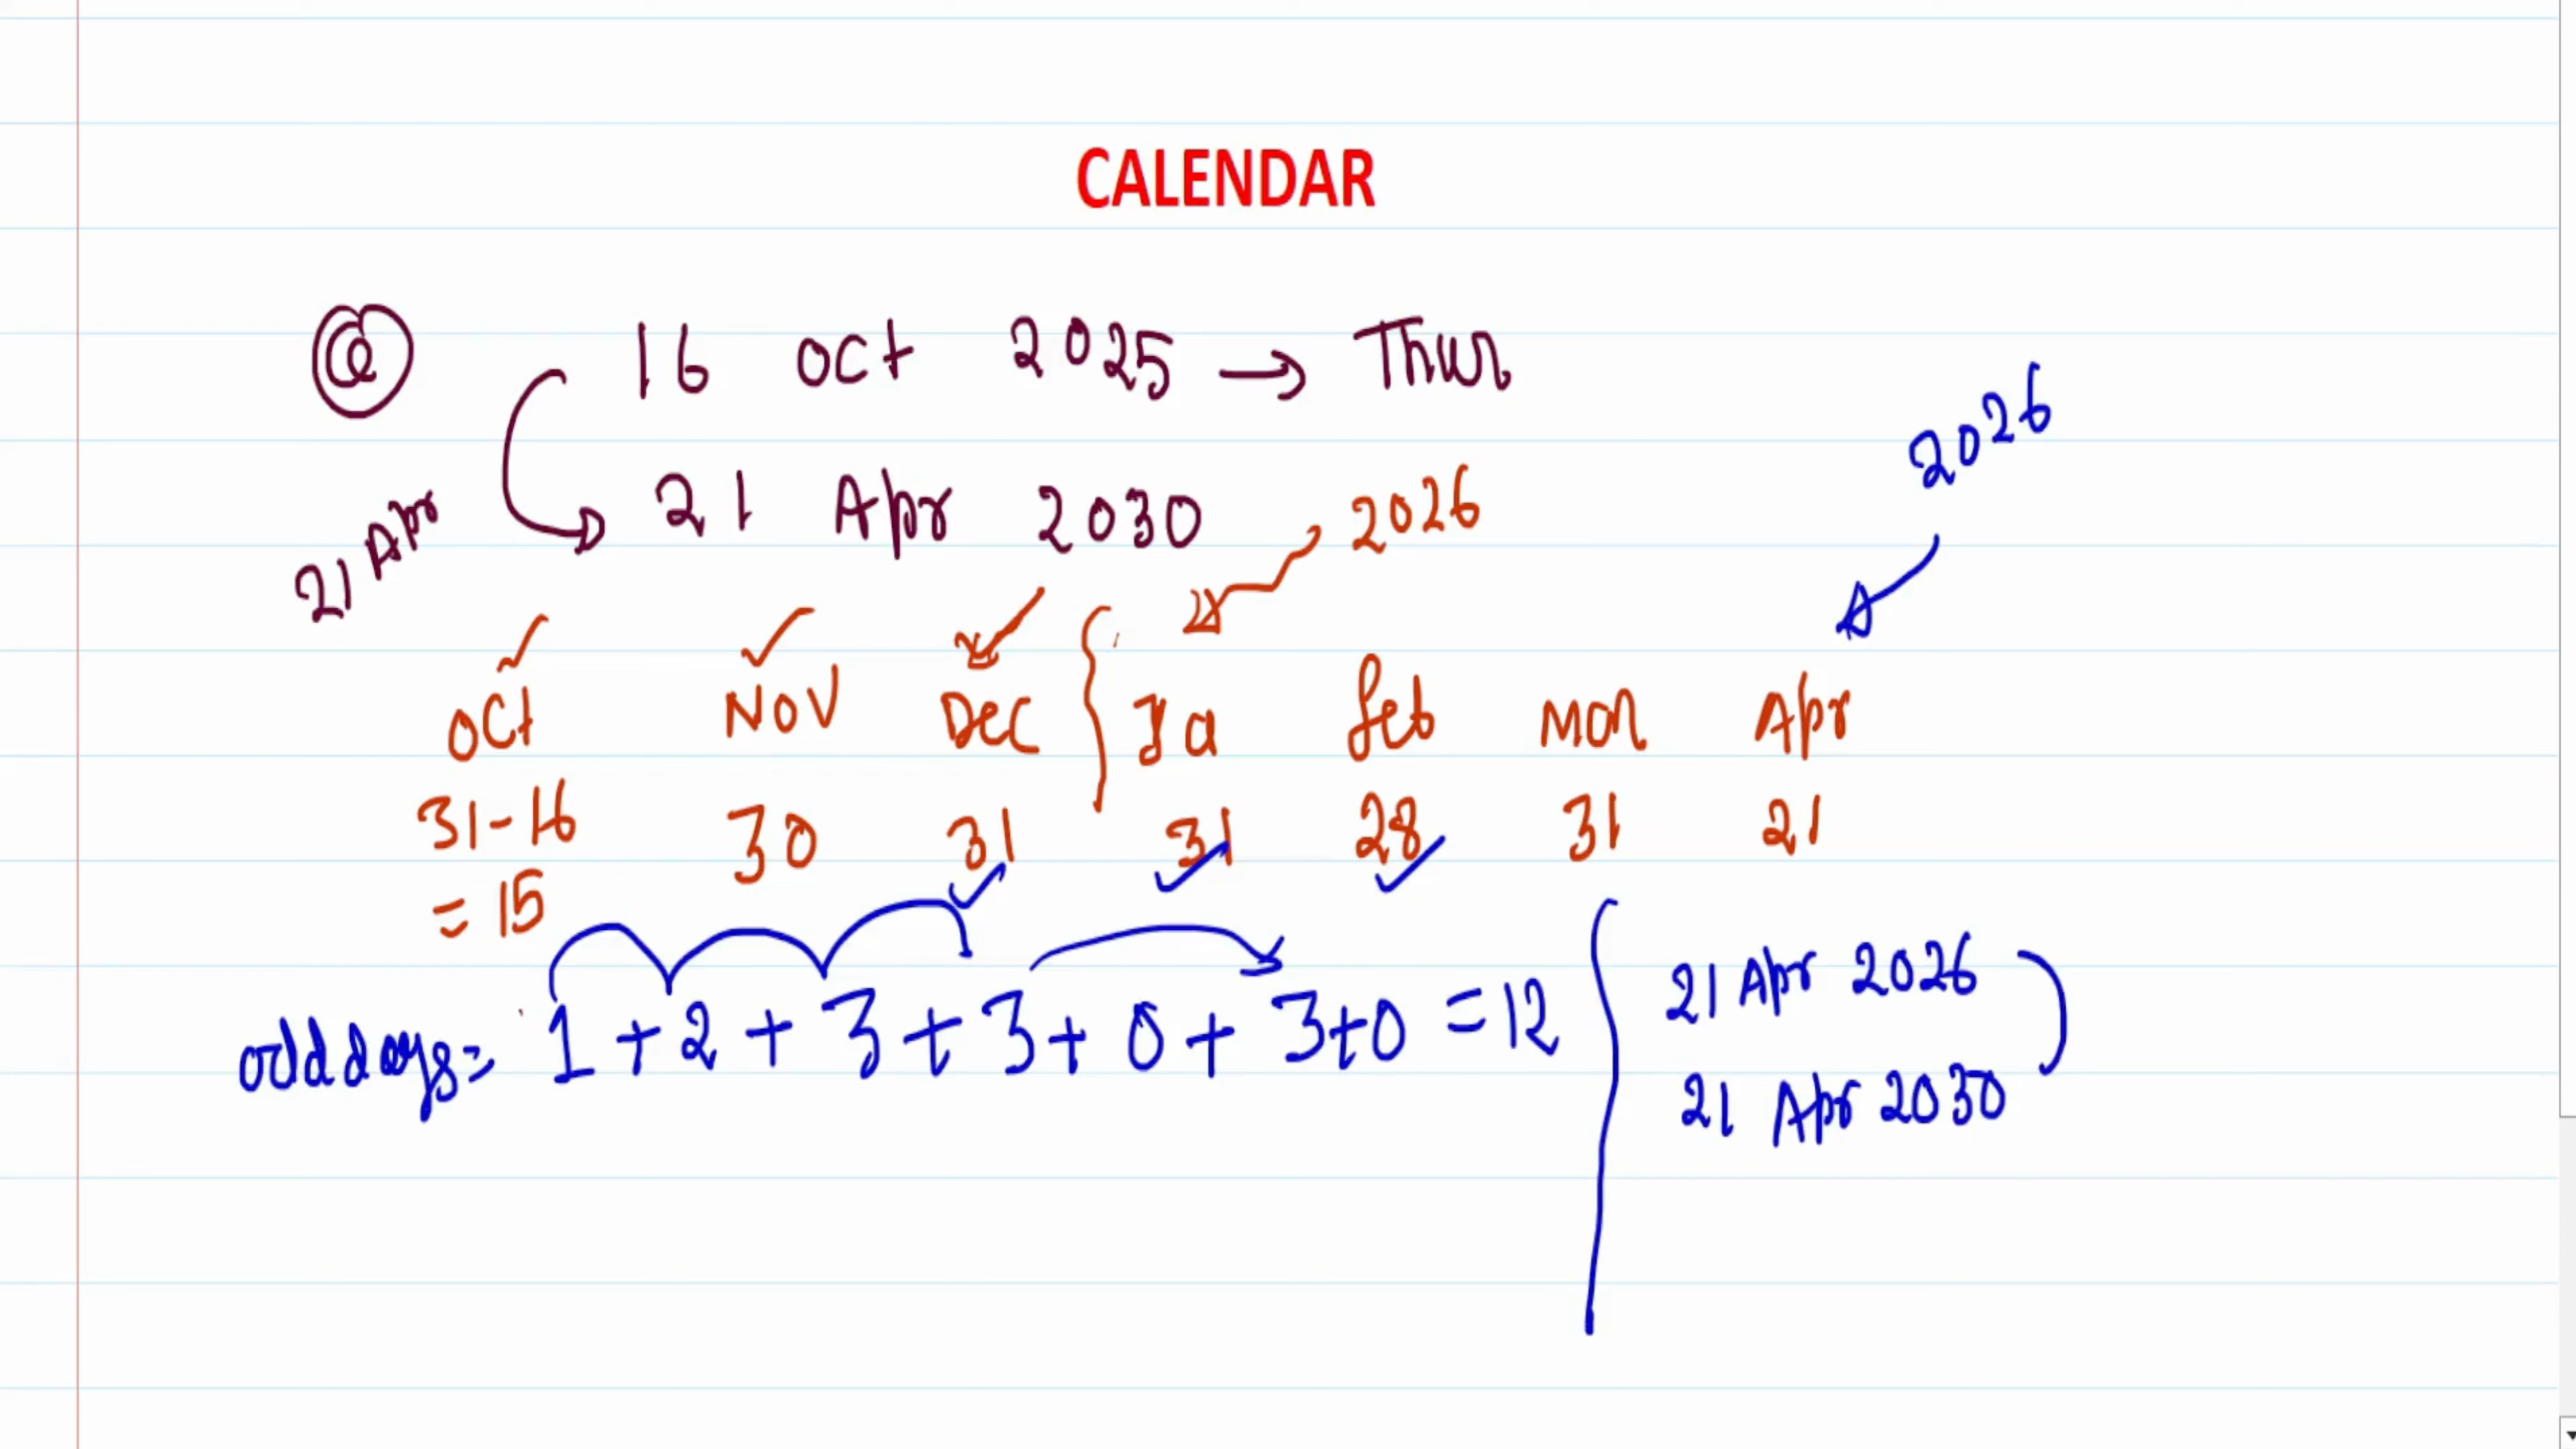 CALENDAR
Q 16 Oct 2025 → Thur
2026
21 Apr 2030 2026
21 Apr
Oct Nov Dec Ja feb Mar Apr
31-16 30 31 31 28 31 21
= 15
21 Apr 2026
odd days = 1 + 2 + 3 + 3 + 0 + 3+0 = 12
21 Apr 2030